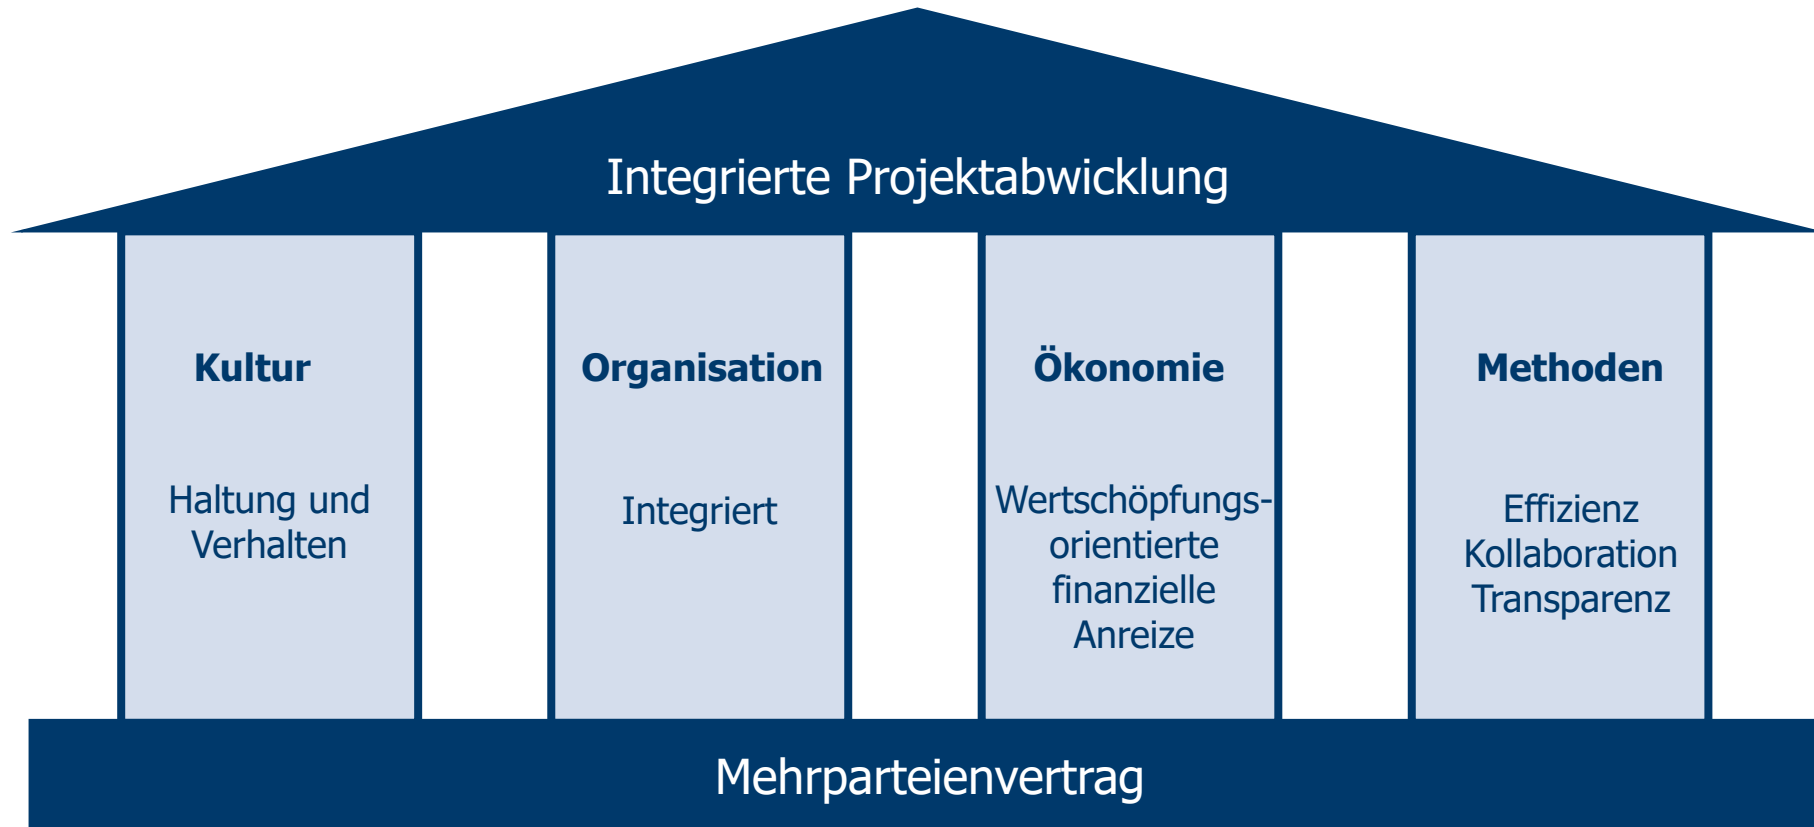 Integrierte Projektabwicklung
Kultur
Haltung und
Verhalten
Organisation
Integriert
Ökonomie
Wertschöpfungs-
orientierte
finanzielle
Anreize
Methoden
Effizienz
Kollaboration
Transparenz
Mehrparteienvertrag